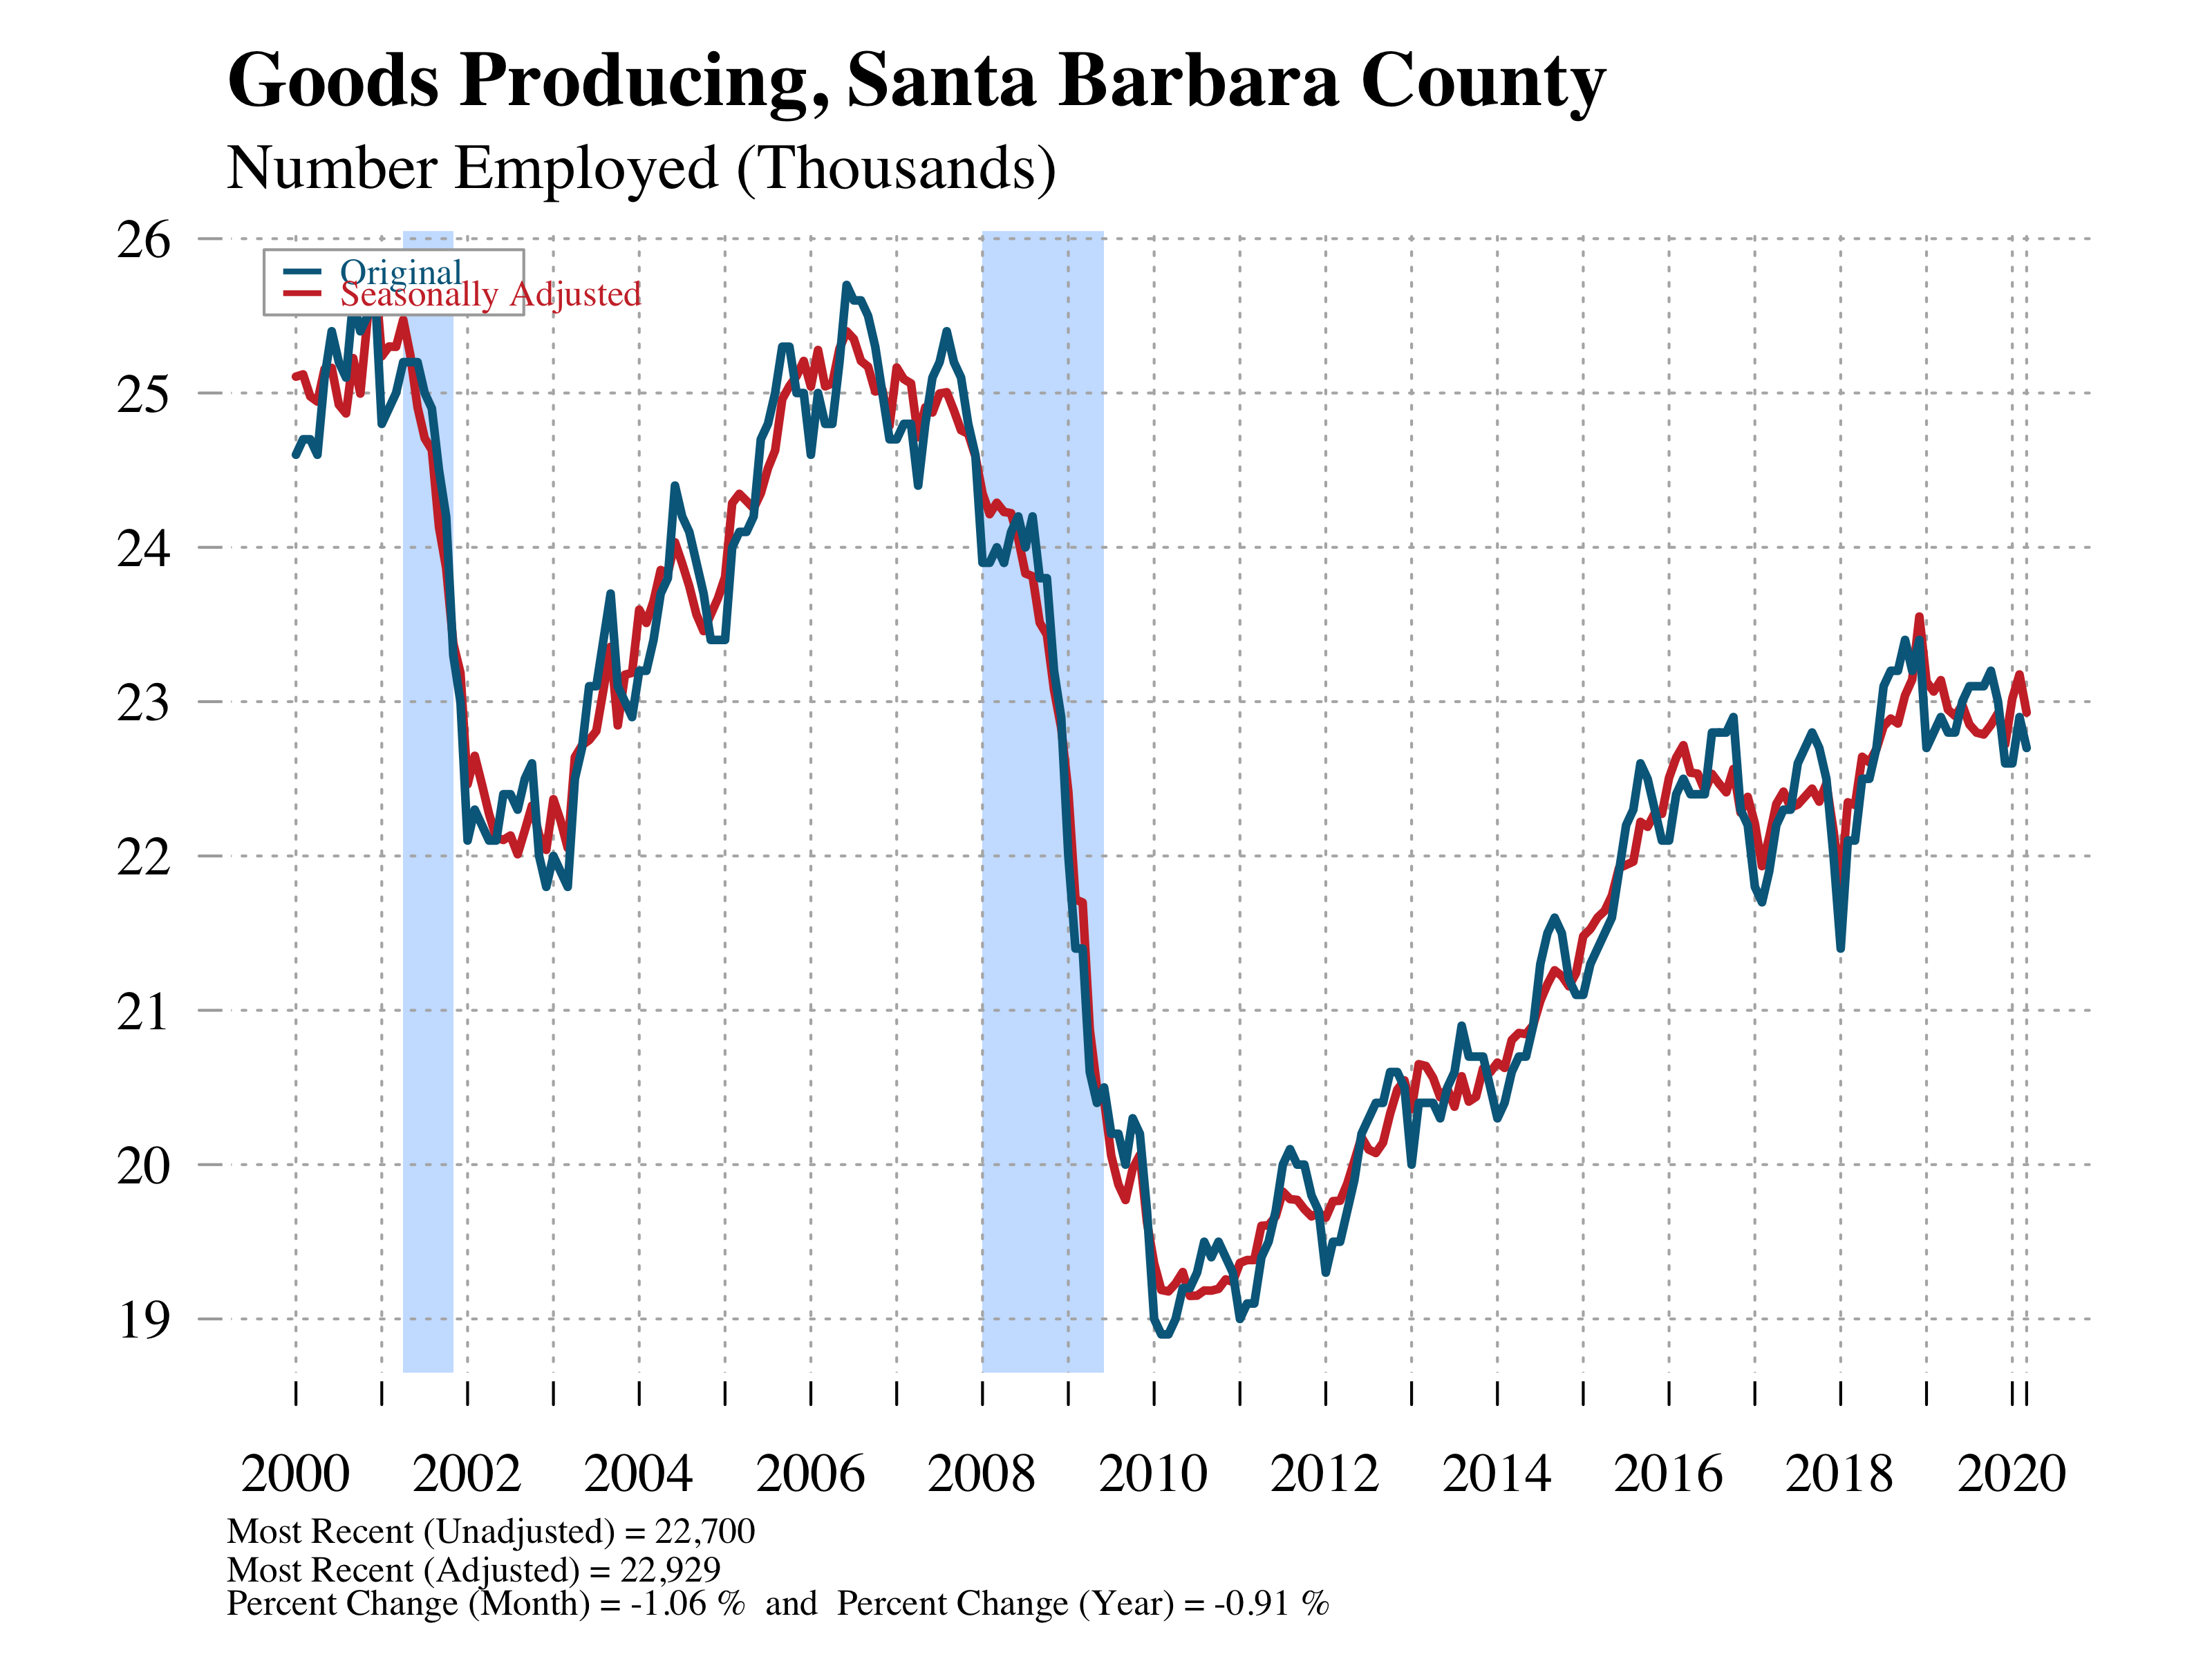 Goods Producing, Santa Barbara County
Number Employed (Thousands)
26
Original
Seasonally Adjusted
25
24
23
22
21
20
19
2000 2002 2004 2006 2008 2010 2012 2014 2016 2018 2020
Most Recent (Unadjusted) = 22,700
Most Recent (Adjusted) = 22,929
Percent Change (Month) = -1.06 % and Percent Change (Year) = -0.91 %